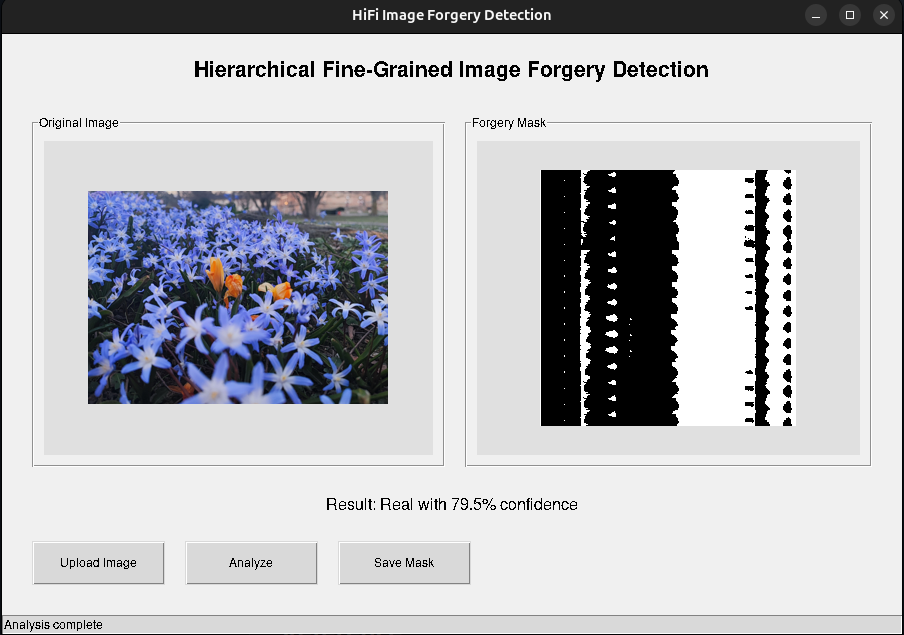 HiFi Image Forgery Detection
Hierarchical Fine-Grained Image Forgery Detection
Original Image
Forgery Mask
Result: Real with 79.5% confidence
Upload Image
Analyze
Save Mask
Analysis complete